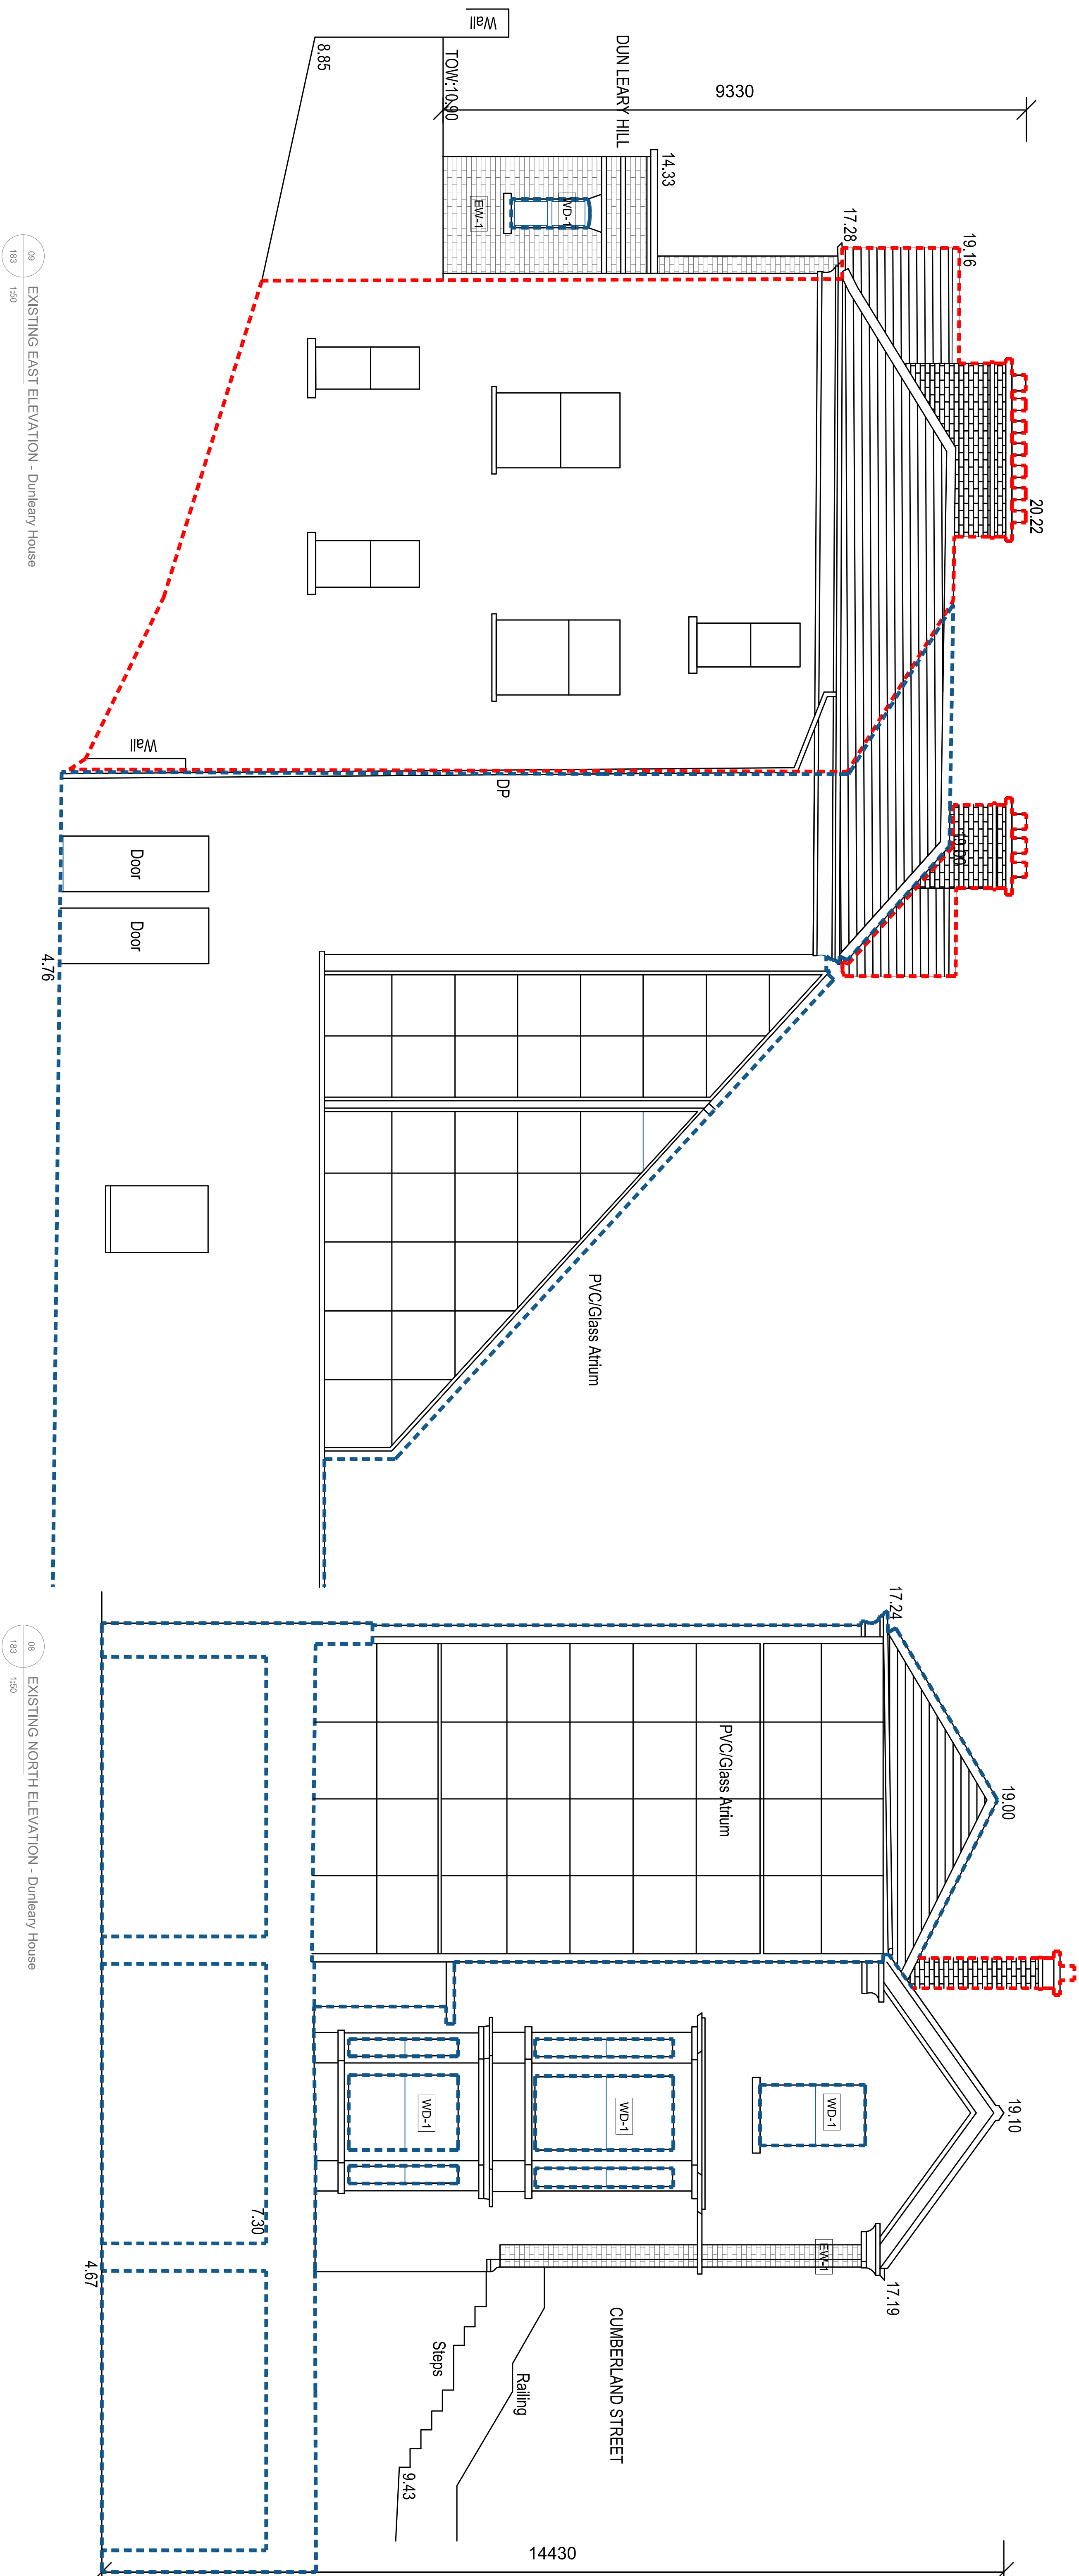 Wall
8.85
TOW:10.90
DUN LEARY HILL
9330
14.33
WD-1
EW-1
17.28
19.16
20.22
19.00
Wall
DP
Door
Door
4.76
PVC/Glass Atrium
09
183
EXISTING EAST ELEVATION - Dunleary House
1:50
17.24
19.00
PVC/Glass Atrium
19.10
WD-1
WD-1
WD-1
EW-1
17.19
7.30
4.67
CUMBERLAND STREET
Railing
Steps
9.43
14430
08
183
EXISTING NORTH ELEVATION - Dunleary House
1:50